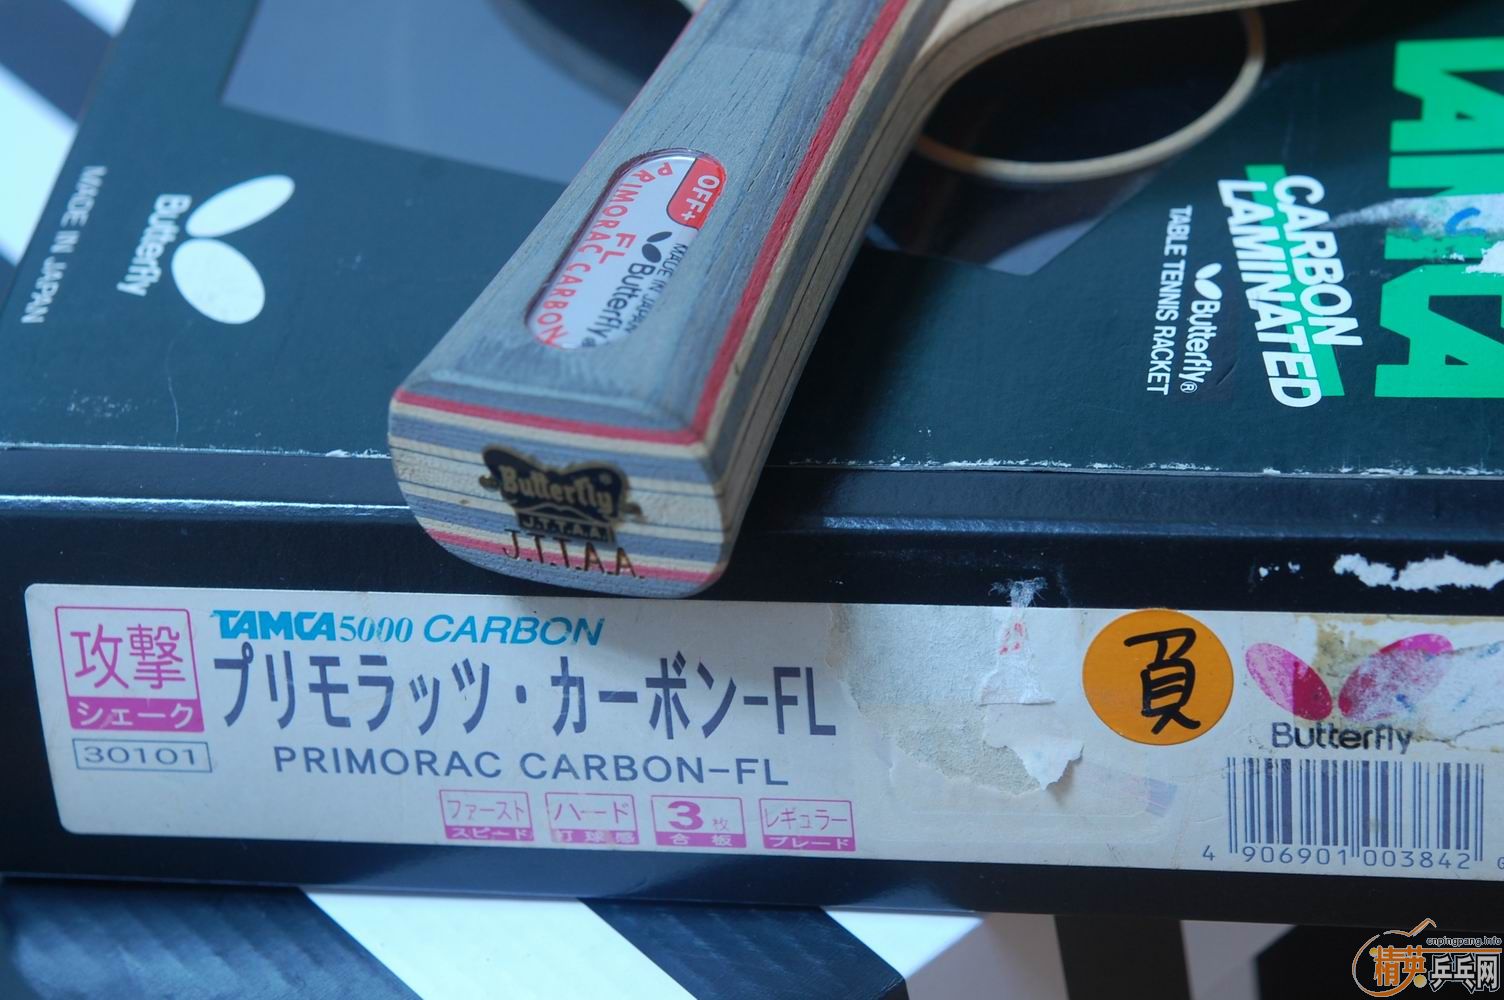 MADE IN JAPAN
Butterfly
OFF+
PRIMORAC CARBON
FL
Butterfly
MADE IN JAPAN
CARBON
LAMINATED
Butterfly®
TABLE TENNIS RACKET
Butterfly
J.T.T.A.A.
攻撃
シェーク
30101
TAMCA5000 CARBON
プリモラッツ・カーボン-FL
PRIMORAC CARBON-FL
ファースト
スピード
ハード
打球感
3枚
合板
レギュラー
ブレード
Butterfly
4 906901 003842
cnpingpang.info
精英乒乓网